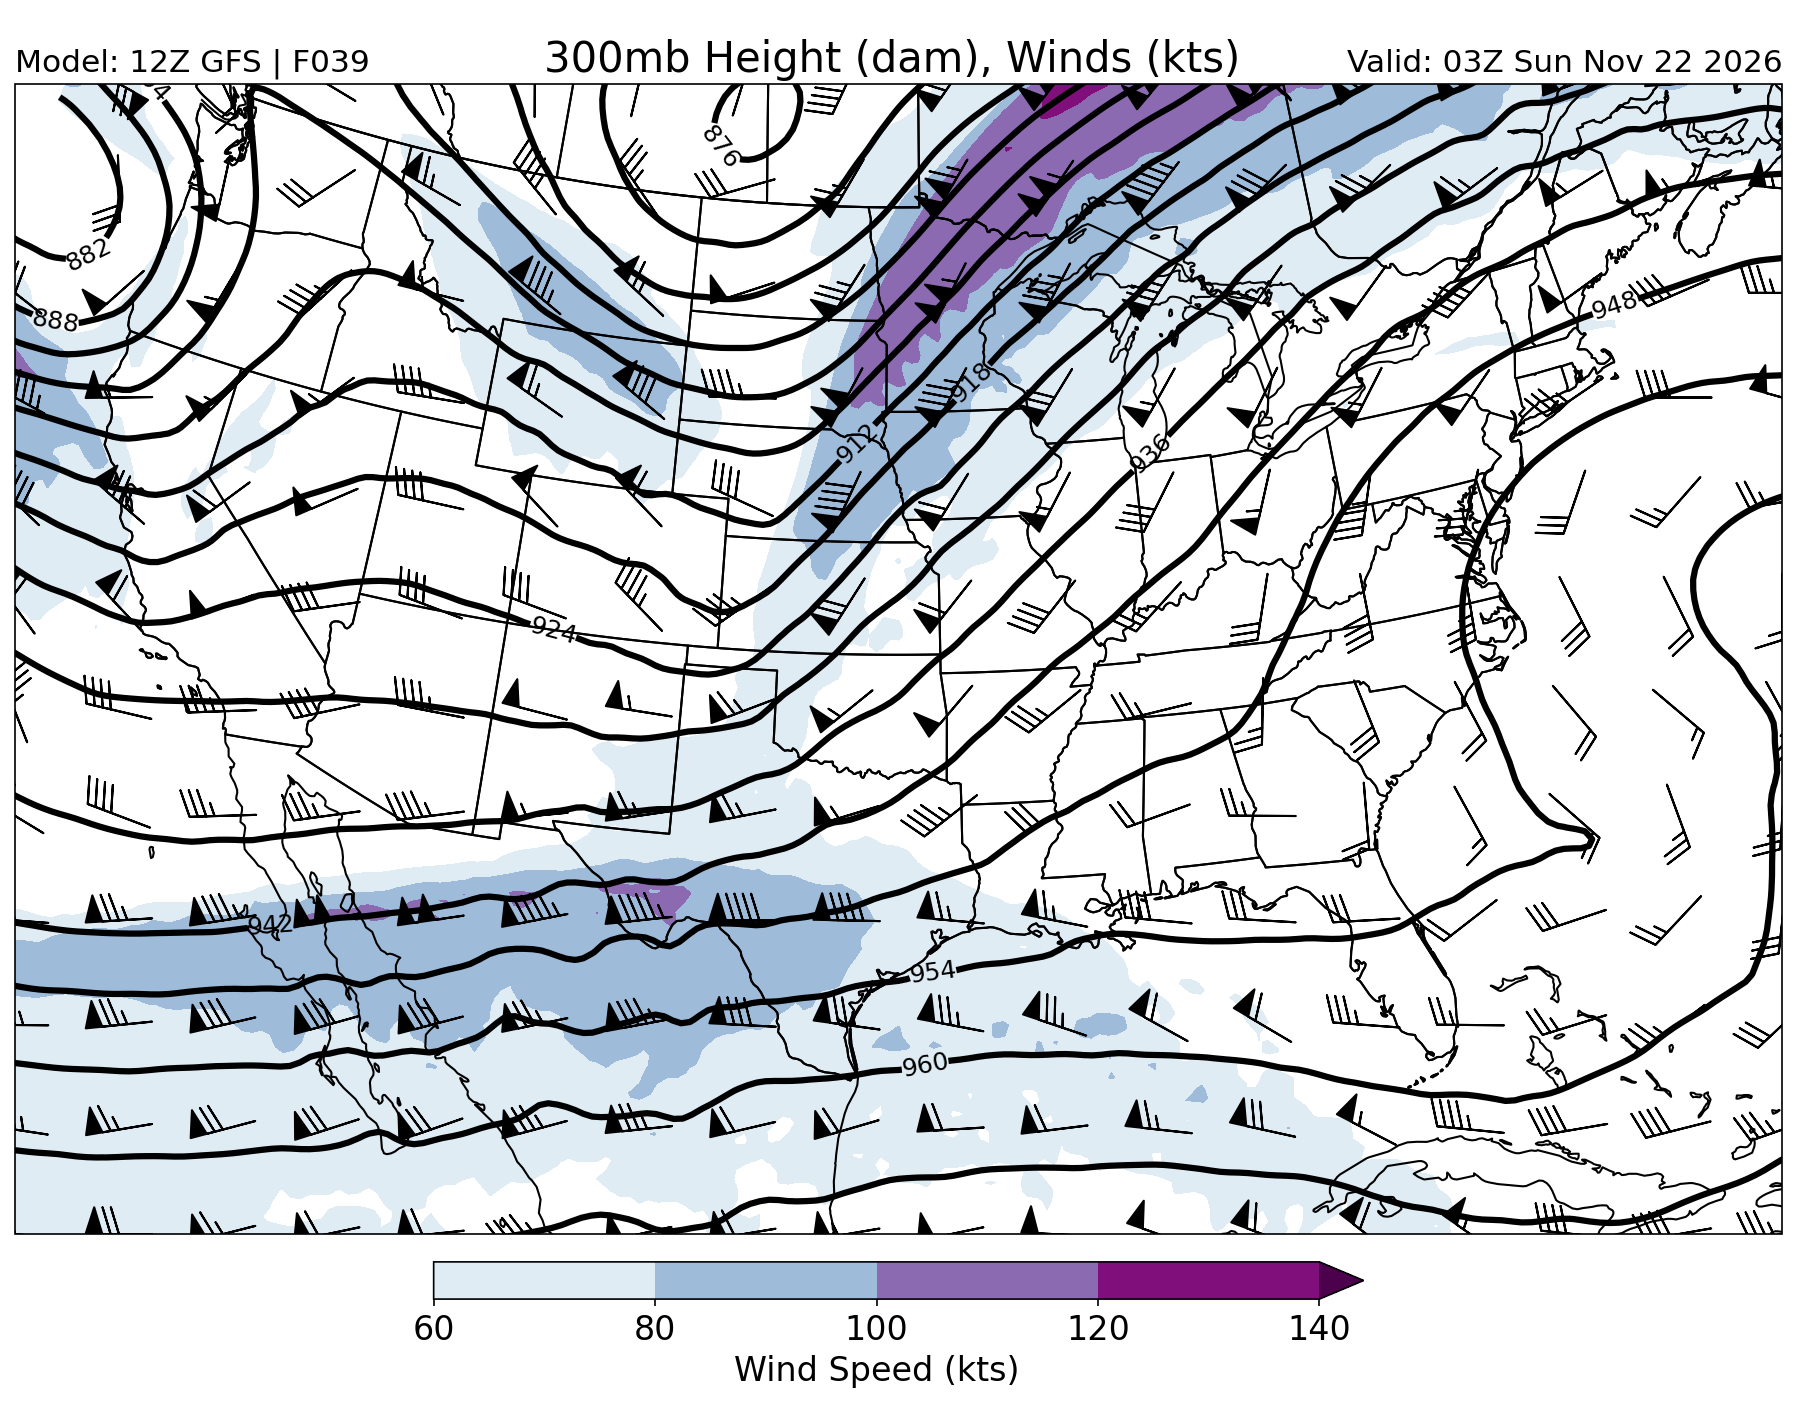 Model: 12Z GFS | F039
300mb Height (dam), Winds (kts)
Valid: 03Z Sun Nov 22 2026
876
882
888
948
918
912
936
924
942
954
960
60 80 100 120 140
Wind Speed (kts)